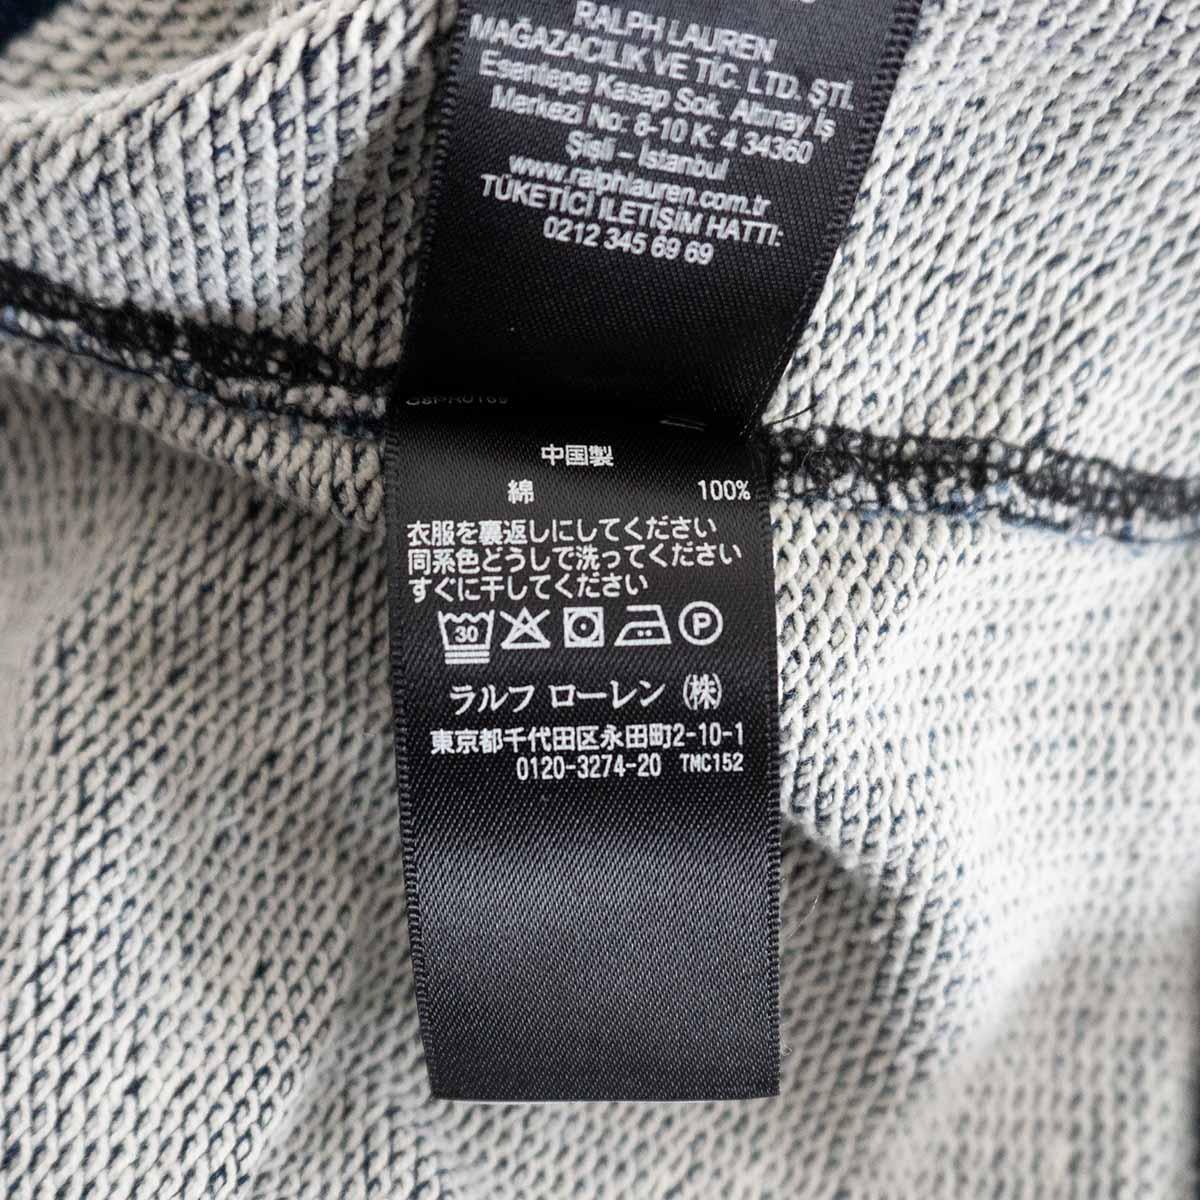 RALPH LAUREN
MAĞAZACILIK VE TİC. LTD. ŞTİ.
Esentepe Kasap Sok. Altınay İş
Merkezi No: 8-10 K: 4 34360
Şişli – İstanbul
www.ralphlauren.com.tr
TÜKETİCİ İLETİŞİM HATTI:
0212 345 69 69
中国製
綿 100%
衣服を裏返しにしてください
同系色どうしで洗ってください
すぐに干してください
30 P
ラルフ ローレン (株)
東京都千代田区永田町2-10-1
0120-3274-20 TMC152